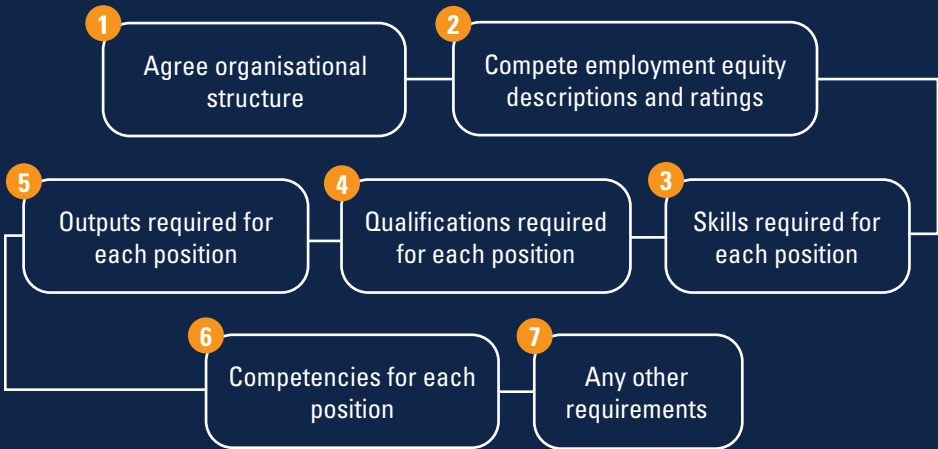 1
Agree organisational
structure
2
Compete employment equity
descriptions and ratings
3
Skills required for
each position
4
Qualifications required
for each position
5
Outputs required for
each position
6
Competencies for each
position
7
Any other
requirements